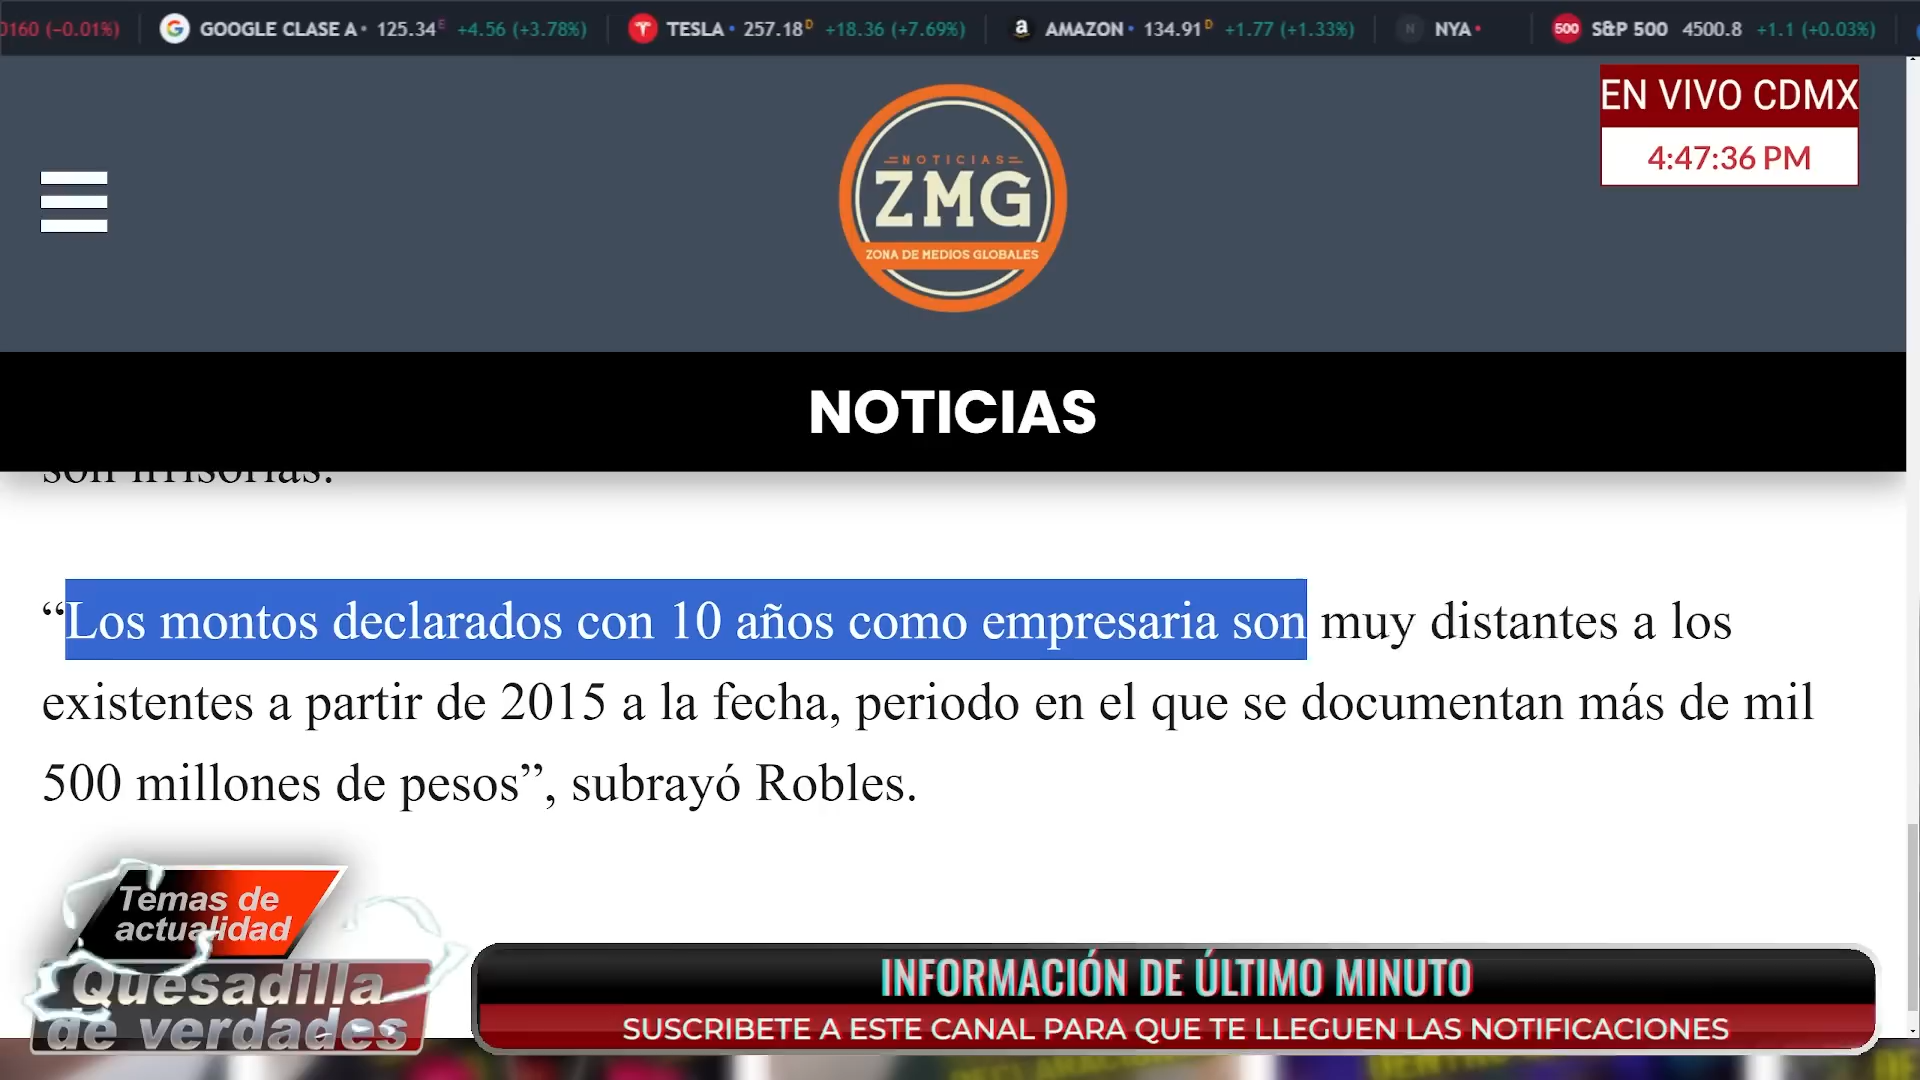 0160 (−0.01%) GOOGLE CLASE A • 125.34 E +4.56 (+3.78%) TESLA • 257.18 D +18.36 (+7.69%) a AMAZON • 134.91 D +1.77 (+1.33%) N NYA • 500 S&P 500 4500.8 +1.1 (+0.03%)
EN VIVO CDMX
4:47:36 PM
NOTICIAS
ZMG
ZONA DE MEDIOS GLOBALES
NOTICIAS
son irrisorias.
“Los montos declarados con 10 años como empresaria son muy distantes a los
existentes a partir de 2015 a la fecha, periodo en el que se documentan más de mil
500 millones de pesos”, subrayó Robles.
Temas de
actualidad
Quesadilla
de verdades
INFORMACIÓN DE ÚLTIMO MINUTO
SUSCRIBETE A ESTE CANAL PARA QUE TE LLEGUEN LAS NOTIFICACIONES